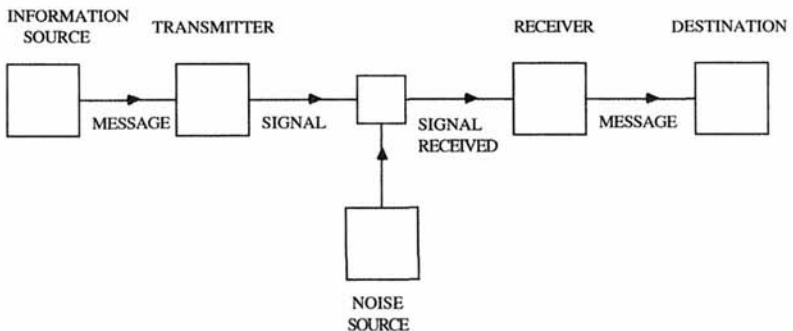 INFORMATION
SOURCE
TRANSMITTER
RECEIVER
DESTINATION
MESSAGE
SIGNAL
SIGNAL
RECEIVED
MESSAGE
NOISE
SOURCE